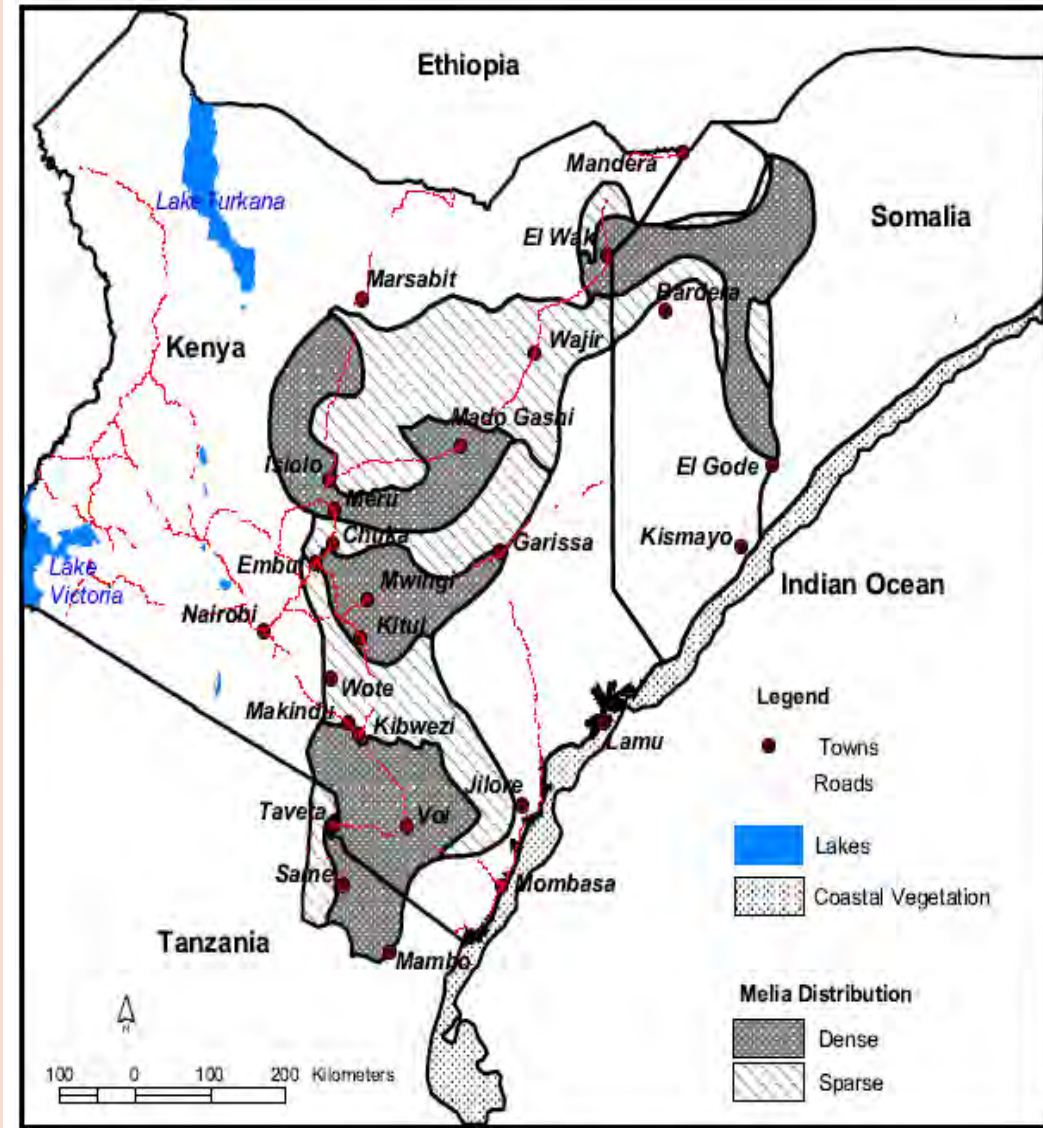 Ethiopia
Mandera
Lake Turkana
Somalia
El Wak
Marsabit
Bardera
Kenya
Wajir
Mado Gashi
Isiolo
El Gode
Meru
Chuka
Garissa
Kismayo
Embu
Mwingi
Lake
Victoria
Indian Ocean
Nairobi
Kitui
Wote
Legend
Makindu
Kibwezi
Towns
Lamu
Roads
Jilore
Taveta
Voi
Lakes
Same
Mombasa
Coastal Vegetation
Tanzania
Mambo
Melia Distribution
N
Dense
100 0 100 200 Kilometers
Sparse